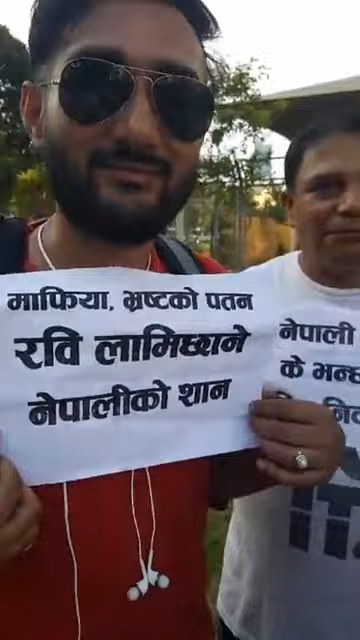 माफिया, भ्रष्टको पतन
रवि लामिछाने
नेपालीको शान
नेपाली
के भन्छ